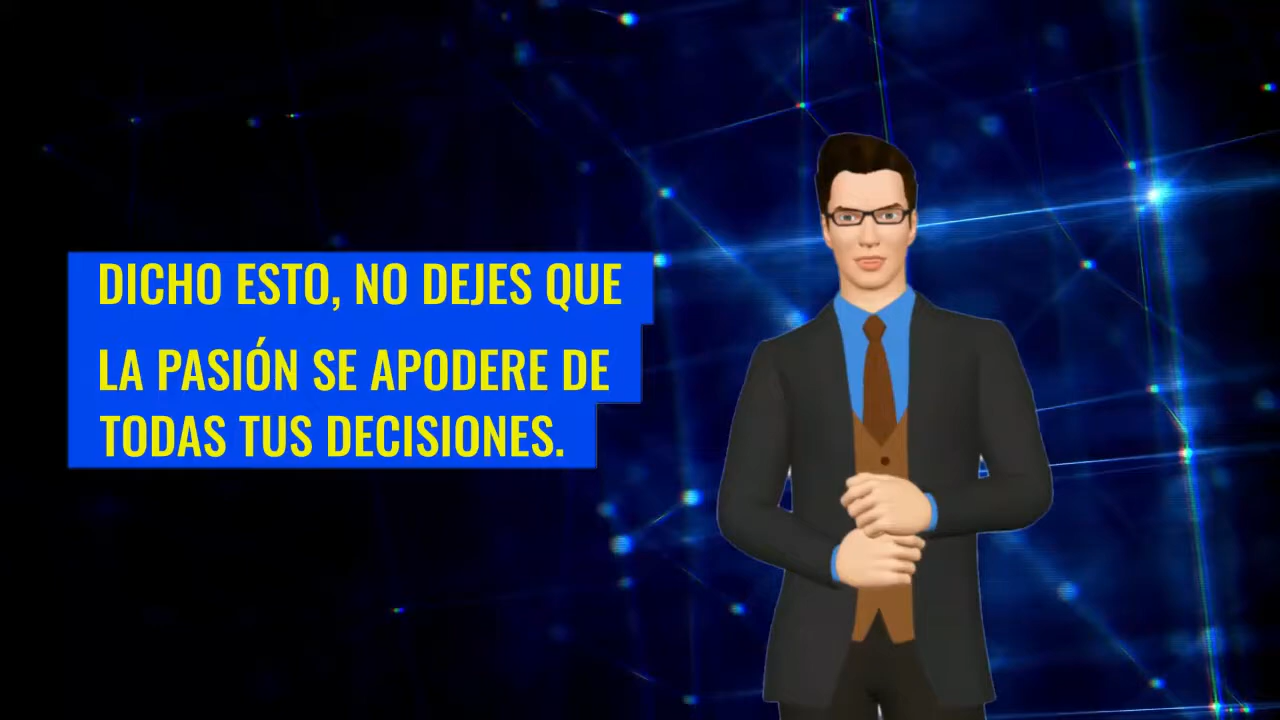 DICHO ESTO, NO DEJES QUE
LA PASIÓN SE APODERE DE
TODAS TUS DECISIONES.